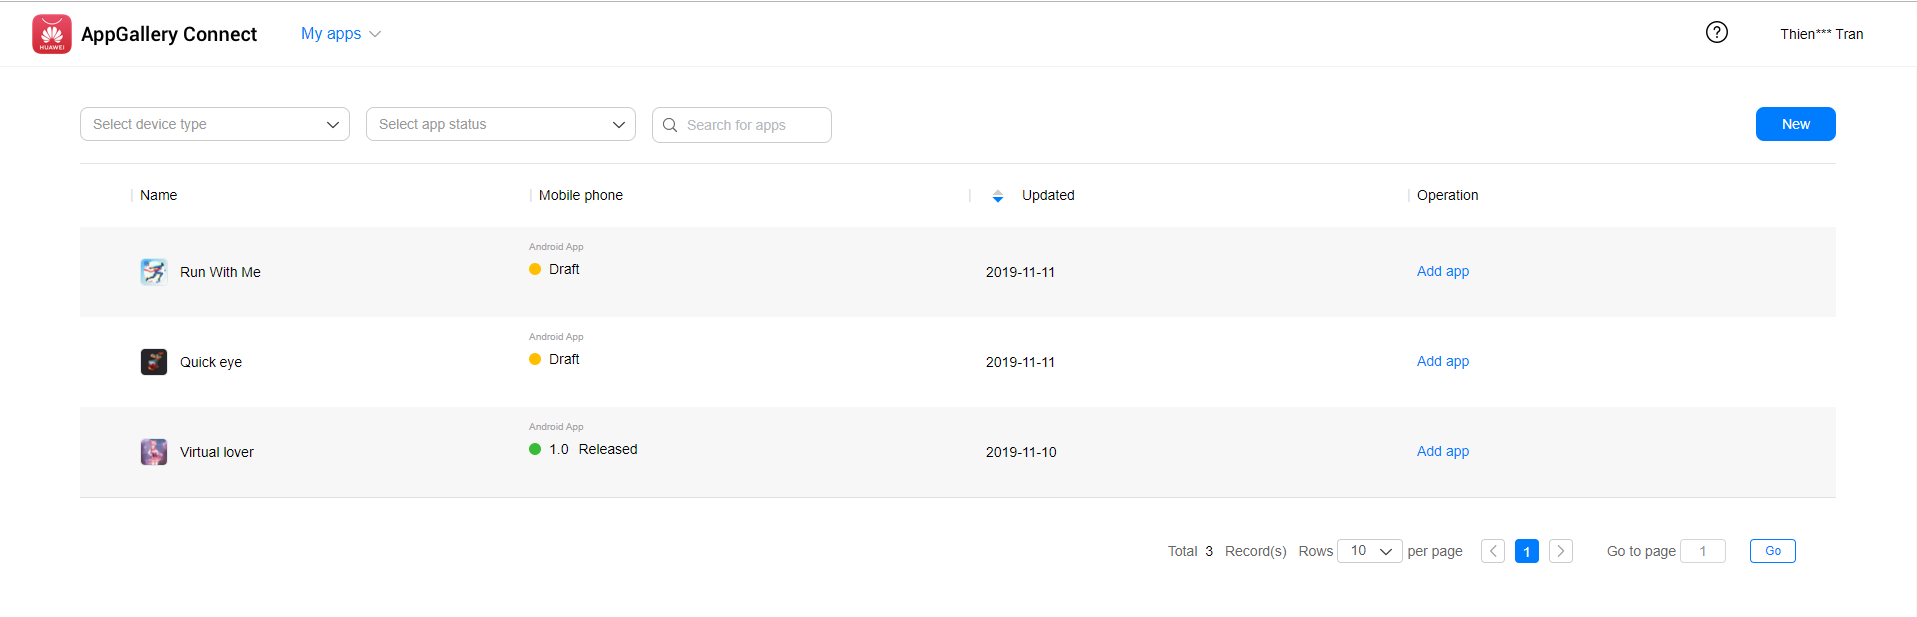 HUAWEI
AppGallery Connect
My apps
?
Thien*** Tran
Select device type
Select app status
Search for apps
New
Name
Mobile phone
Updated
Operation
Run With Me
Android App
Draft
2019-11-11
Add app
Quick eye
Android App
Draft
2019-11-11
Add app
Virtual lover
Android App
1.0 Released
2019-11-10
Add app
Total 3 Record(s) Rows 10 per page 1 Go to page 1 Go